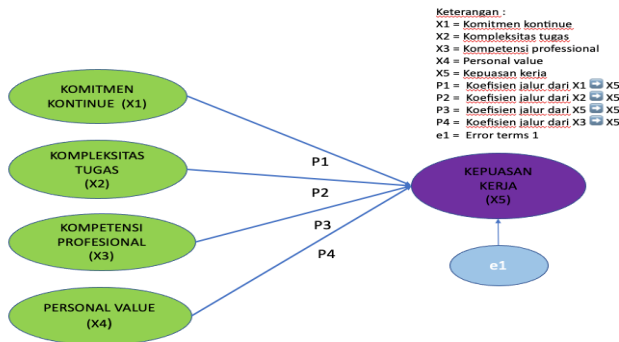 Keterangan :
X1 = Komitmen kontinue
X2 = Kompleksitas tugas
X3 = Kompetensi professional
X4 = Personal value
X5 = Kepuasan kerja
P1 = Koefisien jalur dari X1 ➡ X5
P2 = Koefisien jalur dari X2 ➡ X5
P3 = Koefisien jalur dari X5 ➡ X5
P4 = Koefisien jalur dari X3 ➡ X5
e1 = Error terms 1
KOMITMEN
KONTINUE (X1)
KOMPLEKSITAS
TUGAS
(X2)
KOMPETENSI
PROFESIONAL
(X3)
PERSONAL VALUE
(X4)
P1
P2
P3
P4
KEPUASAN
KERJA
(X5)
e1